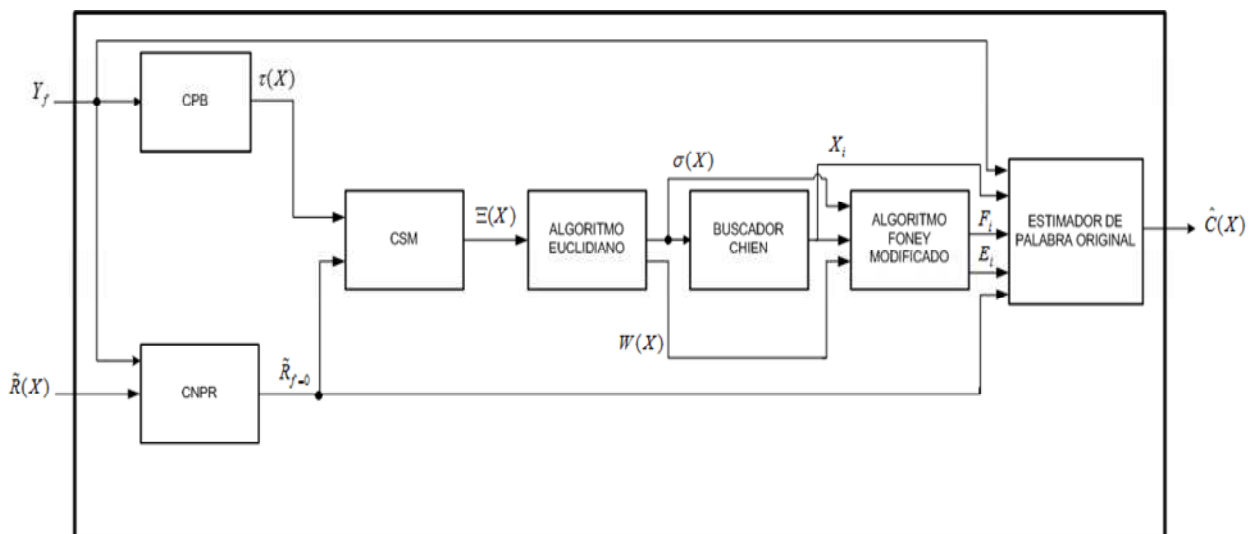 Y_f
CPB
τ(X)
X_i
σ(X)
CSM
Ξ(X)
ALGORITMO
EUCLIDIANO
BUSCADOR
CHIEN
ALGORITMO
FONEY
MODIFICADO
F_i
E_i
ESTIMADOR DE
PALABRA ORIGINAL
Ĉ(X)
W(X)
R̃(X)
CNPR
R̃_{f=0}